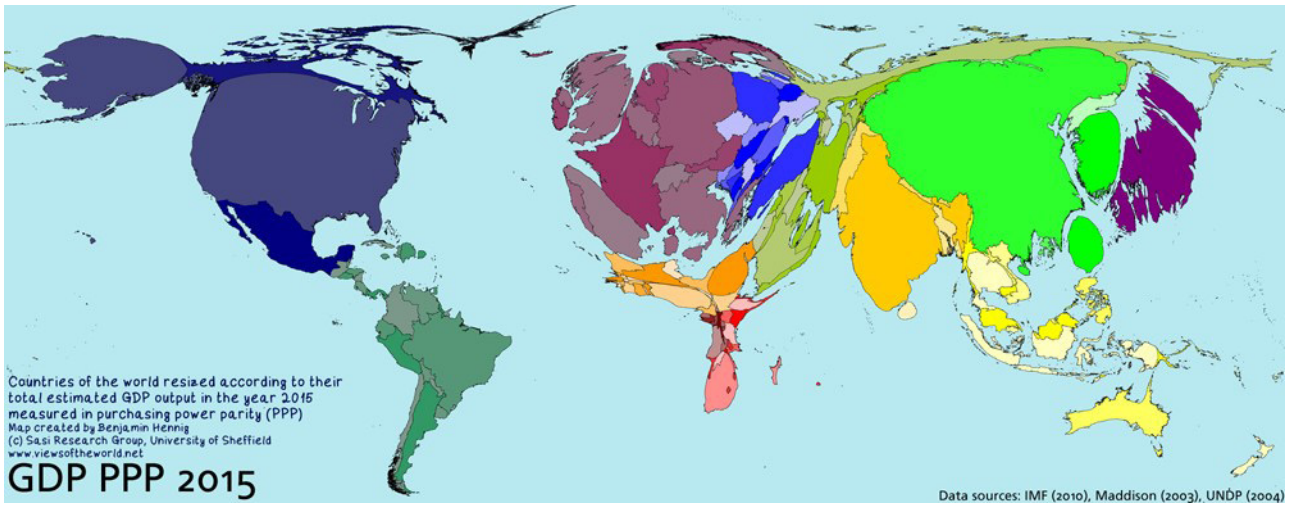 Countries of the world resized according to their
total estimated GDP output in the year 2015
measured in purchasing power parity (PPP)
Map created by Benjamin Hennig
(c) Sasi Research Group, University of Sheffield
www.viewsoftheworld.net
GDP PPP 2015
Data sources: IMF (2010), Maddison (2003), UNDP (2004)